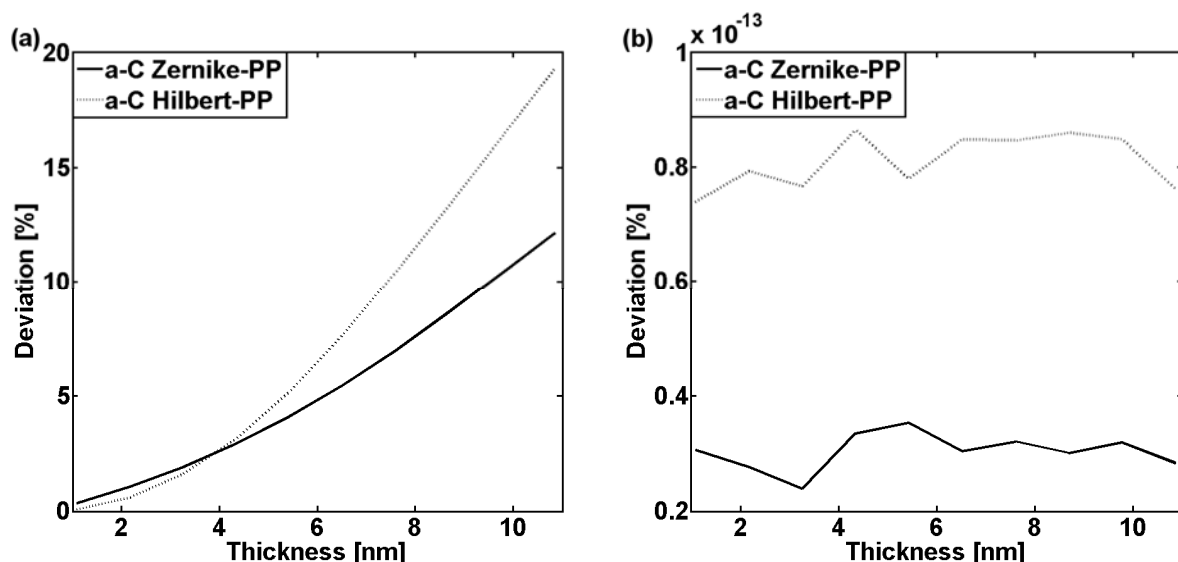 (a)
20
15
10
5
0
Deviation [%]
a-C Zernike-PP
a-C Hilbert-PP
2 4 6 8 10
Thickness [nm]
(b)
x 10^-13
1
0.8
0.6
0.4
0.2
Deviation [%]
a-C Zernike-PP
a-C Hilbert-PP
2 4 6 8 10
Thickness [nm]